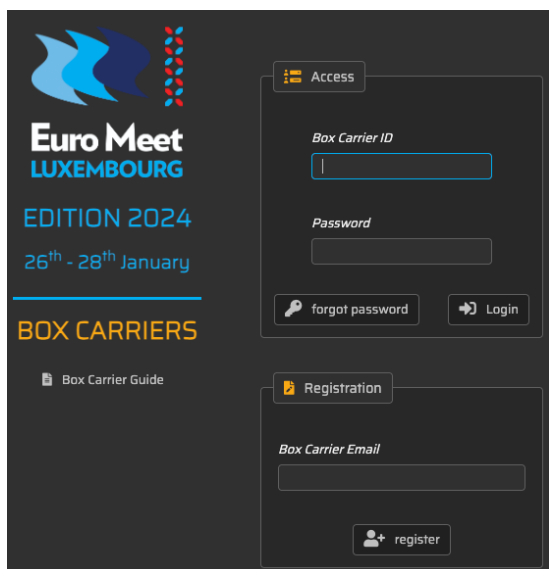 Euro Meet
LUXEMBOURG
EDITION 2024
26th - 28th January
BOX CARRIERS
Box Carrier Guide
Access
Box Carrier ID
Password
forgot password
Login
Registration
Box Carrier Email
register